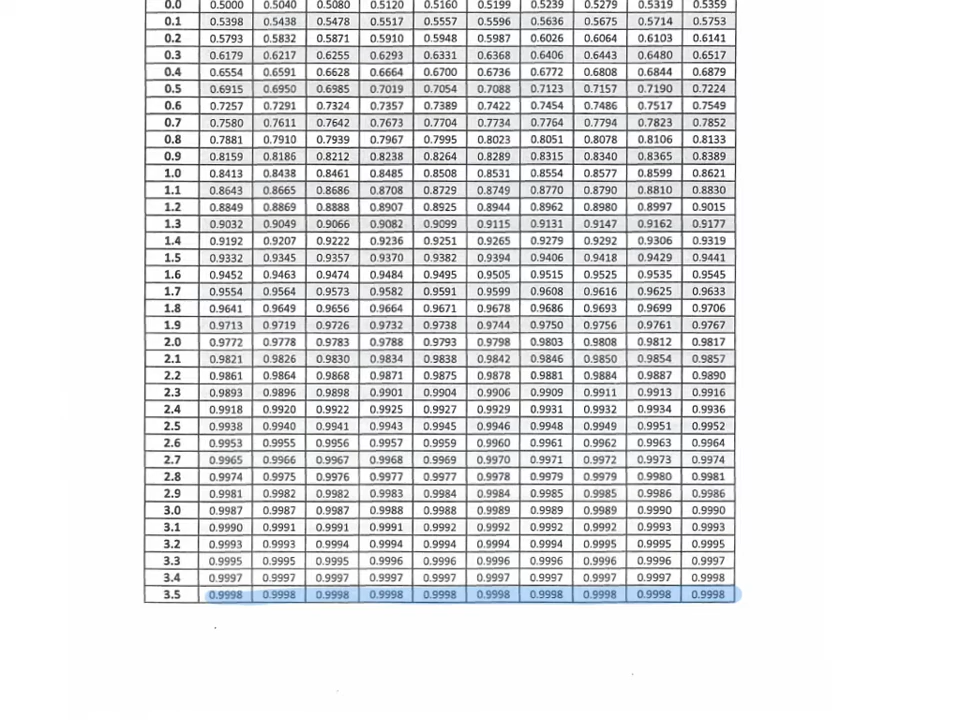 0.0 0.5000 0.5040 0.5080 0.5120 0.5160 0.5199 0.5239 0.5279 0.5319 0.5359
0.1 0.5398 0.5438 0.5478 0.5517 0.5557 0.5596 0.5636 0.5675 0.5714 0.5753
0.2 0.5793 0.5832 0.5871 0.5910 0.5948 0.5987 0.6026 0.6064 0.6103 0.6141
0.3 0.6179 0.6217 0.6255 0.6293 0.6331 0.6368 0.6406 0.6443 0.6480 0.6517
0.4 0.6554 0.6591 0.6628 0.6664 0.6700 0.6736 0.6772 0.6808 0.6844 0.6879
0.5 0.6915 0.6950 0.6985 0.7019 0.7054 0.7088 0.7123 0.7157 0.7190 0.7224
0.6 0.7257 0.7291 0.7324 0.7357 0.7389 0.7422 0.7454 0.7486 0.7517 0.7549
0.7 0.7580 0.7611 0.7642 0.7673 0.7704 0.7734 0.7764 0.7794 0.7823 0.7852
0.8 0.7881 0.7910 0.7939 0.7967 0.7995 0.8023 0.8051 0.8078 0.8106 0.8133
0.9 0.8159 0.8186 0.8212 0.8238 0.8264 0.8289 0.8315 0.8340 0.8365 0.8389
1.0 0.8413 0.8438 0.8461 0.8485 0.8508 0.8531 0.8554 0.8577 0.8599 0.8621
1.1 0.8643 0.8665 0.8686 0.8708 0.8729 0.8749 0.8770 0.8790 0.8810 0.8830
1.2 0.8849 0.8869 0.8888 0.8907 0.8925 0.8944 0.8962 0.8980 0.8997 0.9015
1.3 0.9032 0.9049 0.9066 0.9082 0.9099 0.9115 0.9131 0.9147 0.9162 0.9177
1.4 0.9192 0.9207 0.9222 0.9236 0.9251 0.9265 0.9279 0.9292 0.9306 0.9319
1.5 0.9332 0.9345 0.9357 0.9370 0.9382 0.9394 0.9406 0.9418 0.9429 0.9441
1.6 0.9452 0.9463 0.9474 0.9484 0.9495 0.9505 0.9515 0.9525 0.9535 0.9545
1.7 0.9554 0.9564 0.9573 0.9582 0.9591 0.9599 0.9608 0.9616 0.9625 0.9633
1.8 0.9641 0.9649 0.9656 0.9664 0.9671 0.9678 0.9686 0.9693 0.9699 0.9706
1.9 0.9713 0.9719 0.9726 0.9732 0.9738 0.9744 0.9750 0.9756 0.9761 0.9767
2.0 0.9772 0.9778 0.9783 0.9788 0.9793 0.9798 0.9803 0.9808 0.9812 0.9817
2.1 0.9821 0.9826 0.9830 0.9834 0.9838 0.9842 0.9846 0.9850 0.9854 0.9857
2.2 0.9861 0.9864 0.9868 0.9871 0.9875 0.9878 0.9881 0.9884 0.9887 0.9890
2.3 0.9893 0.9896 0.9898 0.9901 0.9904 0.9906 0.9909 0.9911 0.9913 0.9916
2.4 0.9918 0.9920 0.9922 0.9925 0.9927 0.9929 0.9931 0.9932 0.9934 0.9936
2.5 0.9938 0.9940 0.9941 0.9943 0.9945 0.9946 0.9948 0.9949 0.9951 0.9952
2.6 0.9953 0.9955 0.9956 0.9957 0.9959 0.9960 0.9961 0.9962 0.9963 0.9964
2.7 0.9965 0.9966 0.9967 0.9968 0.9969 0.9970 0.9971 0.9972 0.9973 0.9974
2.8 0.9974 0.9975 0.9976 0.9977 0.9977 0.9978 0.9979 0.9979 0.9980 0.9981
2.9 0.9981 0.9982 0.9982 0.9983 0.9984 0.9984 0.9985 0.9985 0.9986 0.9986
3.0 0.9987 0.9987 0.9987 0.9988 0.9988 0.9989 0.9989 0.9989 0.9990 0.9990
3.1 0.9990 0.9991 0.9991 0.9991 0.9992 0.9992 0.9992 0.9992 0.9993 0.9993
3.2 0.9993 0.9993 0.9994 0.9994 0.9994 0.9994 0.9994 0.9995 0.9995 0.9995
3.3 0.9995 0.9995 0.9995 0.9996 0.9996 0.9996 0.9996 0.9996 0.9996 0.9997
3.4 0.9997 0.9997 0.9997 0.9997 0.9997 0.9997 0.9997 0.9997 0.9997 0.9998
3.5 0.9998 0.9998 0.9998 0.9998 0.9998 0.9998 0.9998 0.9998 0.9998 0.9998